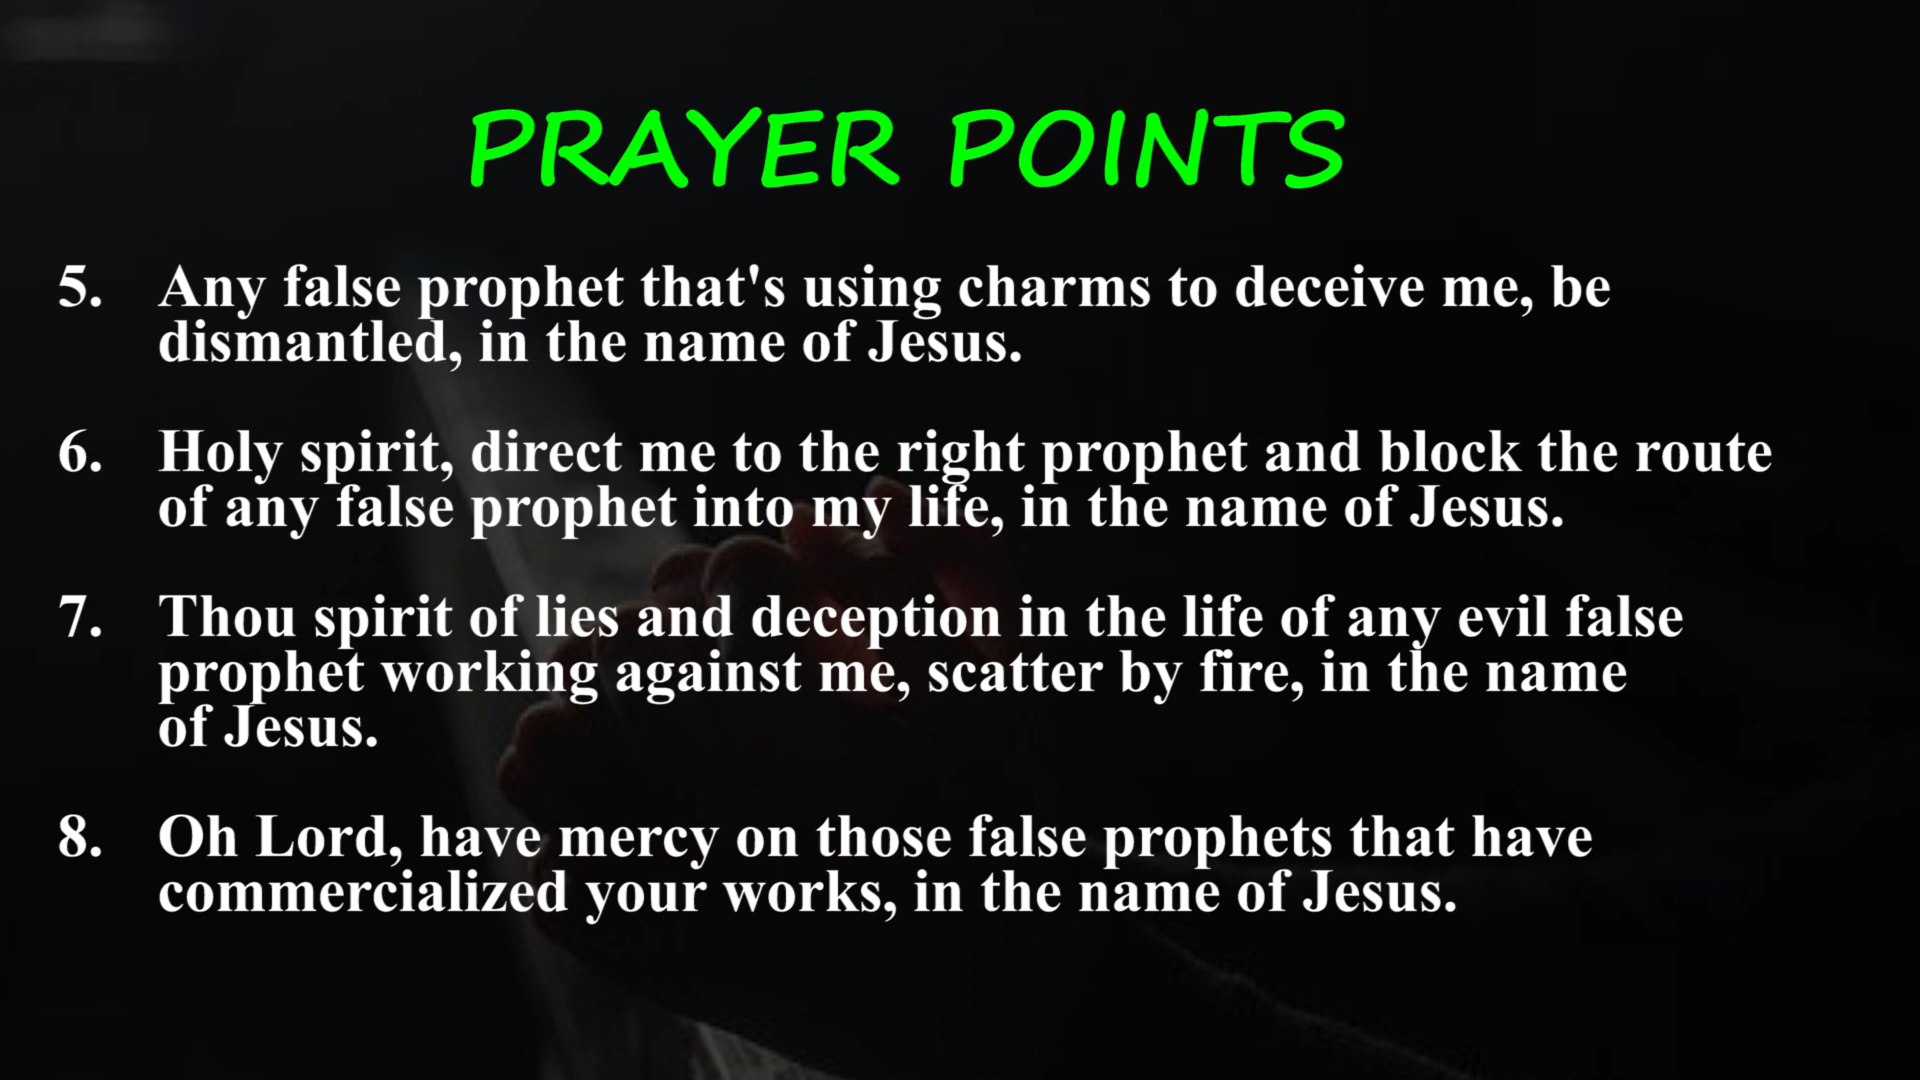 PRAYER POINTS
5. Any false prophet that's using charms to deceive me, be
dismantled, in the name of Jesus.
6. Holy spirit, direct me to the right prophet and block the route
of any false prophet into my life, in the name of Jesus.
7. Thou spirit of lies and deception in the life of any evil false
prophet working against me, scatter by fire, in the name
of Jesus.
8. Oh Lord, have mercy on those false prophets that have
commercialized your works, in the name of Jesus.